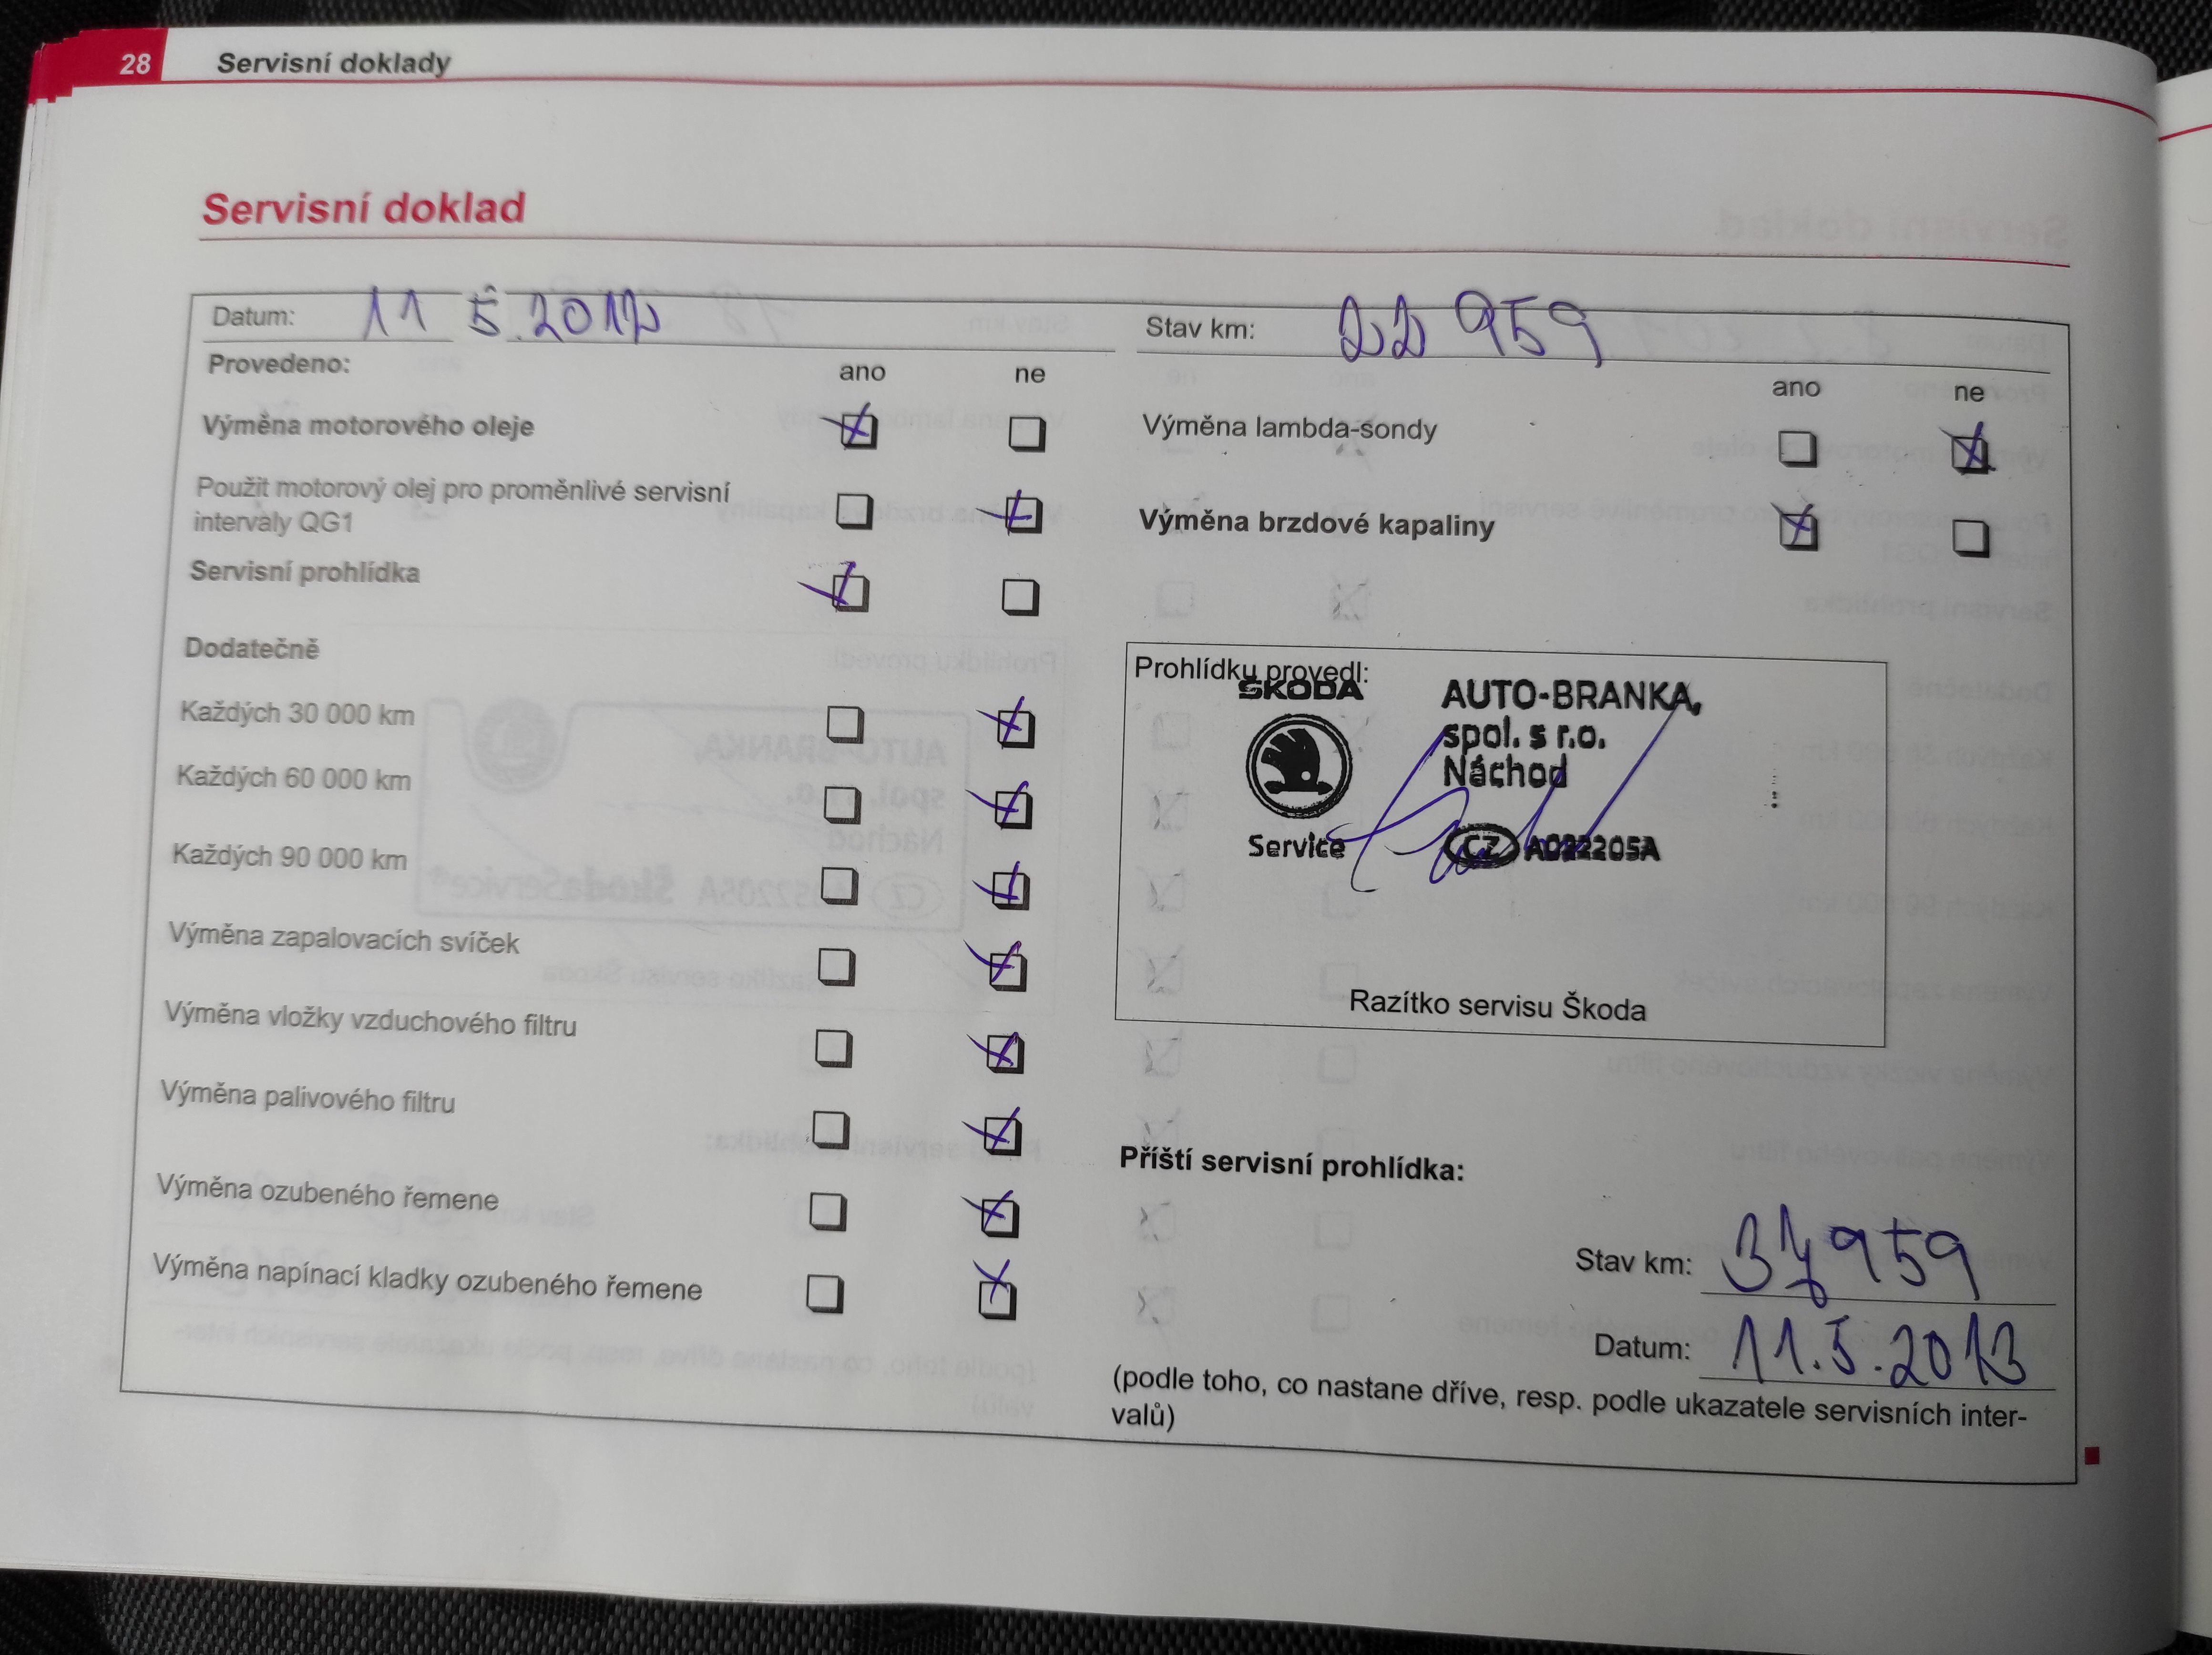 28 Servisní doklady
Servisní doklad
Datum: 11 5.2012
Stav km: 22 959
Provedeno: ano ne
ano ne
Výměna motorového oleje
Použit motorový olej pro proměnlivé servisní
intervaly QG1
Servisní prohlídka
Dodatečně
Každých 30 000 km
Každých 60 000 km
Každých 90 000 km
Výměna zapalovacích svíček
Výměna vložky vzduchového filtru
Výměna palivového filtru
Výměna ozubeného řemene
Výměna napínací kladky ozubeného řemene
Výměna lambda-sondy
Výměna brzdové kapaliny
Prohlídku provedl:
ŠKODA
Service
AUTO-BRANKA,
spol. s r.o.
Náchod
CZ
Razítko servisu Škoda
Příští servisní prohlídka:
Stav km: 37959
Datum: 11.5.2013
(podle toho, co nastane dříve, resp. podle ukazatele servisních inter-
valů)